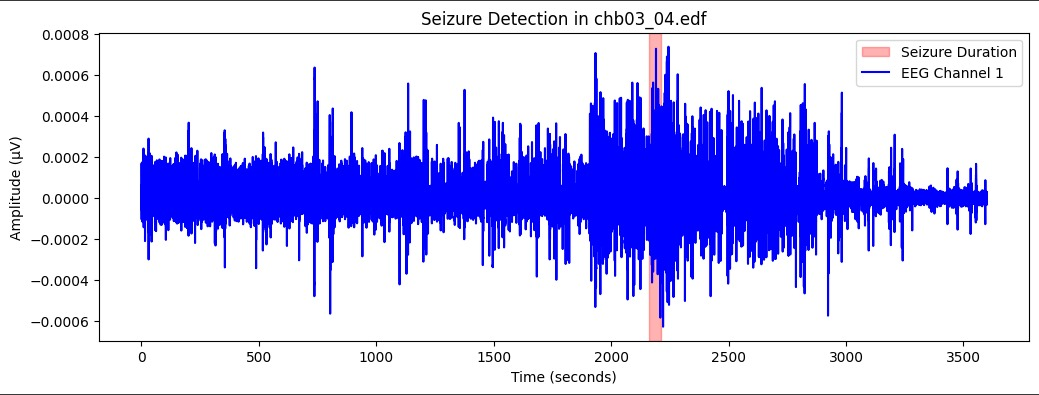 Seizure Detection in chb03_04.edf
Seizure Duration
EEG Channel 1
Amplitude (µV)
0.0008
0.0006
0.0004
0.0002
0.0000
−0.0002
−0.0004
−0.0006
0 500 1000 1500 2000 2500 3000 3500
Time (seconds)